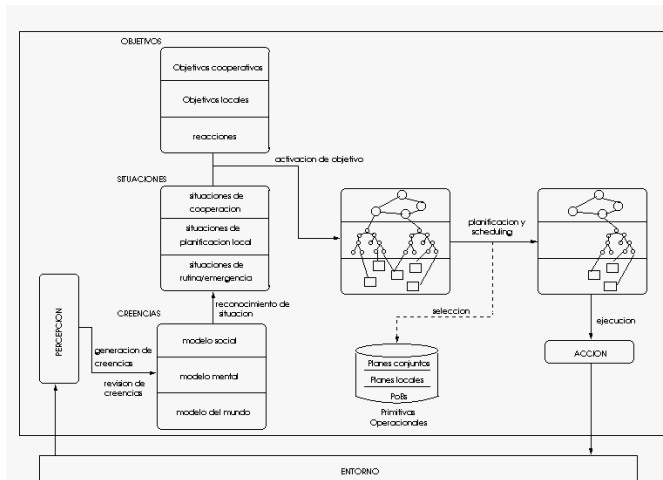 OBJETIVOS
Objetivos cooperativos
Objetivos locales
reacciones
activacion de objetivo
SITUACIONES
situaciones de
cooperacion
situaciones de
planificacion local
situaciones de
rutina/emergencia
planificacion y
scheduling
reconocimiento de
situacion
CREENCIAS
PERCEPCION
generacion de
creencias
revision de
creencias
modelo social
modelo mental
modelo del mundo
seleccion
Planes conjuntos
Planes locales
PoBs
Primitivas
Operacionales
ejecucion
ACCION
ENTORNO